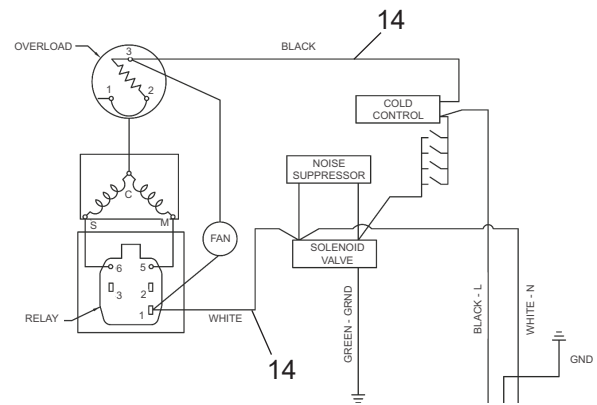 14
OVERLOAD
3
BLACK
1
2
COLD
CONTROL
NOISE
SUPPRESSOR
C
S
M
FAN
SOLENOID
VALVE
6
5
3
2
1
RELAY
WHITE
14
GREEN - GRND
BLACK - L
WHITE - N
GND